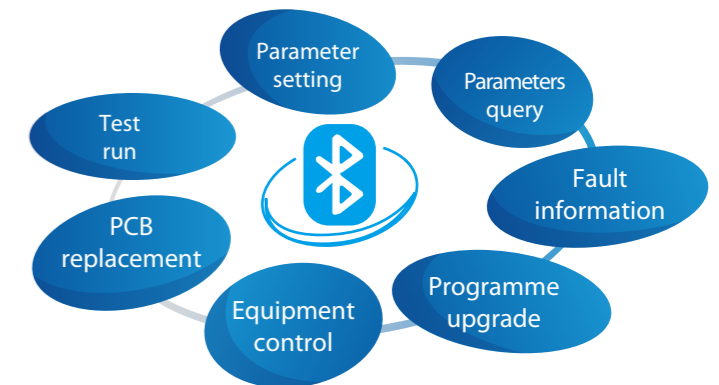 Parameter
setting
Parameters
query
Fault
information
Programme
upgrade
Equipment
control
PCB
replacement
Test
run